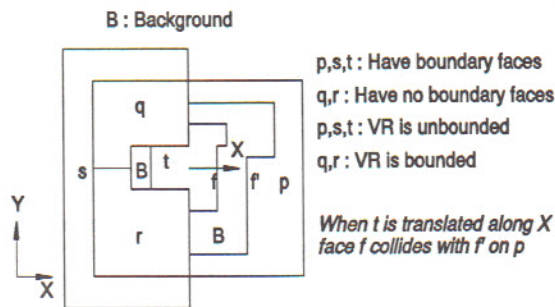 B : Background
p,s,t : Have boundary faces
q,r : Have no boundary faces
p,s,t : VR is unbounded
q,r : VR is bounded
When t is translated along X
face f collides with f' on p
q
s
B
t
X
f
f'
p
r
B
Y
X